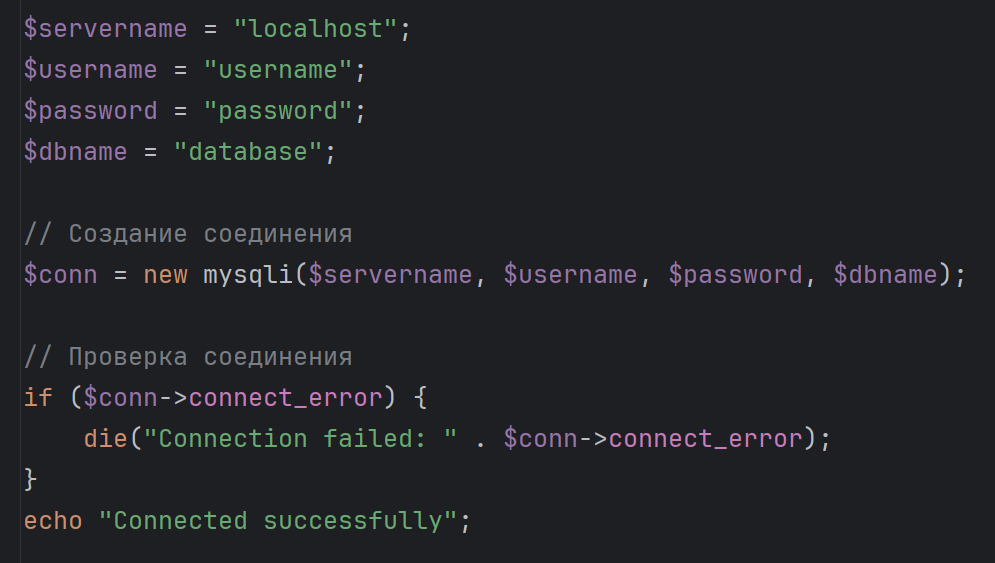 $servername = "localhost";
$username = "username";
$password = "password";
$dbname = "database";
// Создание соединения
$conn = new mysqli($servername, $username, $password, $dbname);
// Проверка соединения
if ($conn->connect_error) {
    die("Connection failed: " . $conn->connect_error);
}
echo "Connected successfully";